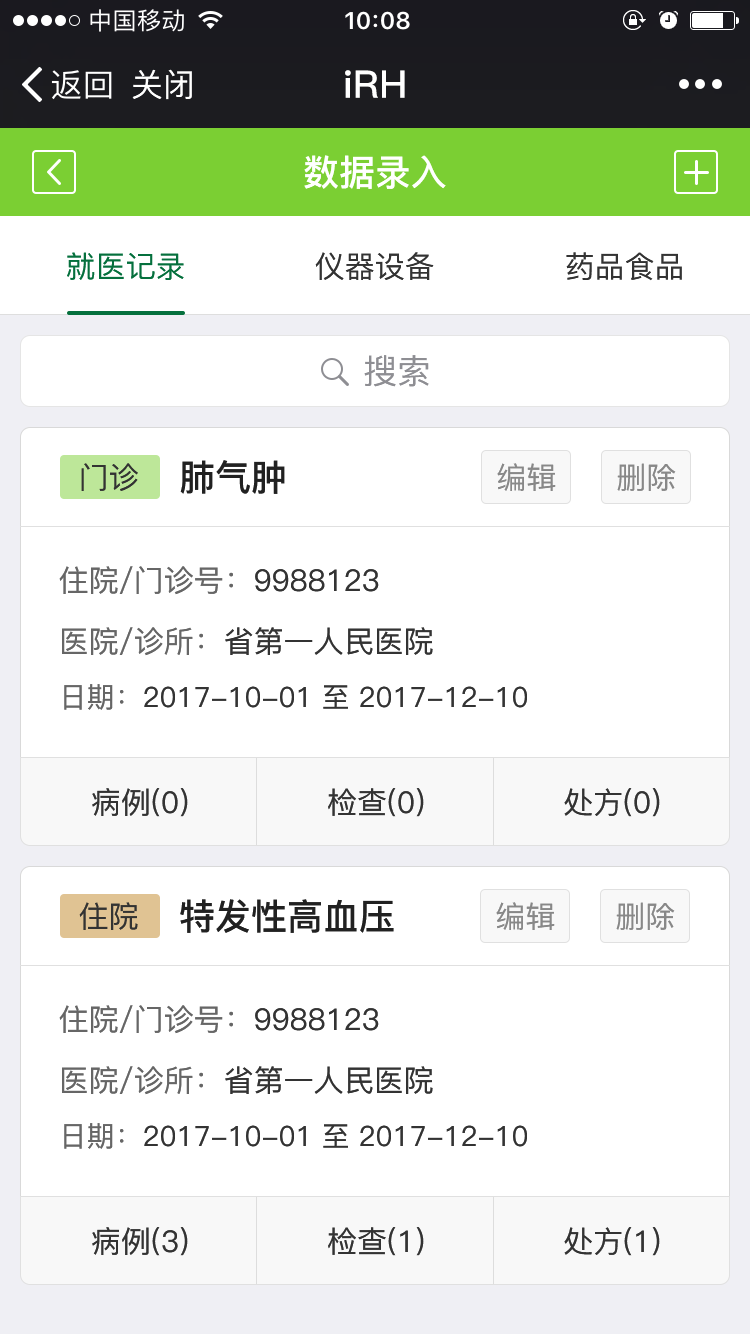 中国移动 10:08
返回 关闭 iRH
数据录入
就医记录 仪器设备 药品食品
搜索
门诊 肺气肿 编辑 删除
住院/门诊号：9988123
医院/诊所：省第一人民医院
日期：2017-10-01 至 2017-12-10
病例(0) 检查(0) 处方(0)
住院 特发性高血压 编辑 删除
住院/门诊号：9988123
医院/诊所：省第一人民医院
日期：2017-10-01 至 2017-12-10
病例(3) 检查(1) 处方(1)